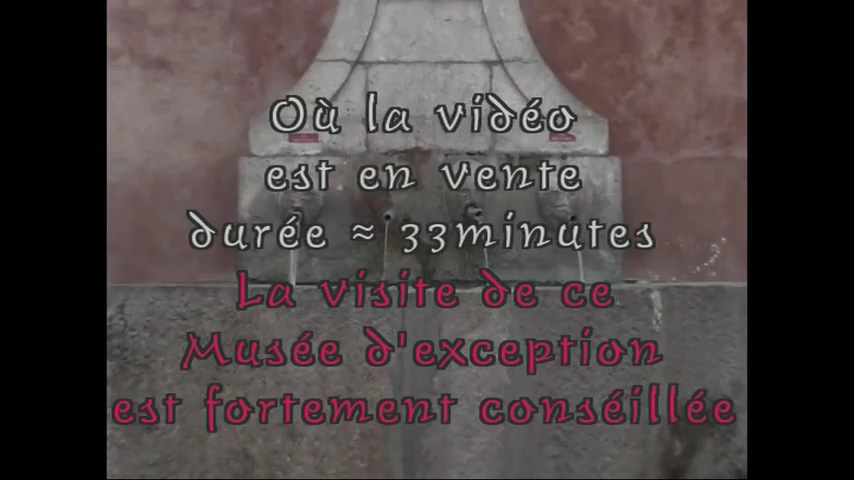 Où la vidéo
est en vente
durée ≈ 33minutes
La visite de ce
Musée d'exception
est fortement conséillée